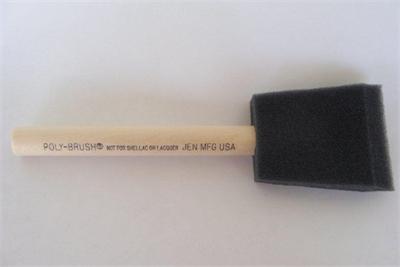 POLY-BRUSH® NOT FOR SHELLAC OR LACQUER JEN MFG USA